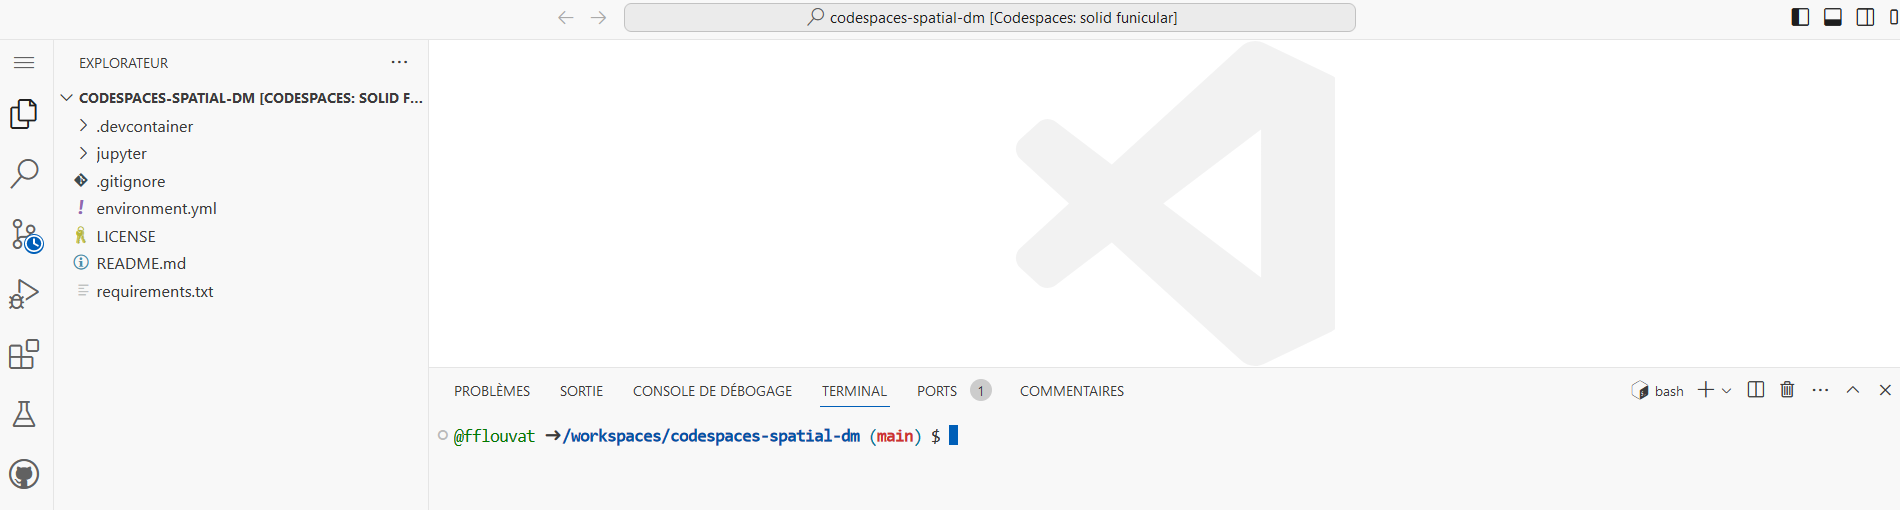 codespaces-spatial-dm [Codespaces: solid funicular]
EXPLORATEUR
CODESPACES-SPATIAL-DM [CODESPACES: SOLID F...
.devcontainer
jupyter
.gitignore
environment.yml
LICENSE
README.md
requirements.txt
PROBLÈMES SORTIE CONSOLE DE DÉBOGAGE TERMINAL PORTS 1 COMMENTAIRES
bash
@fflouvat ➜/workspaces/codespaces-spatial-dm (main) $